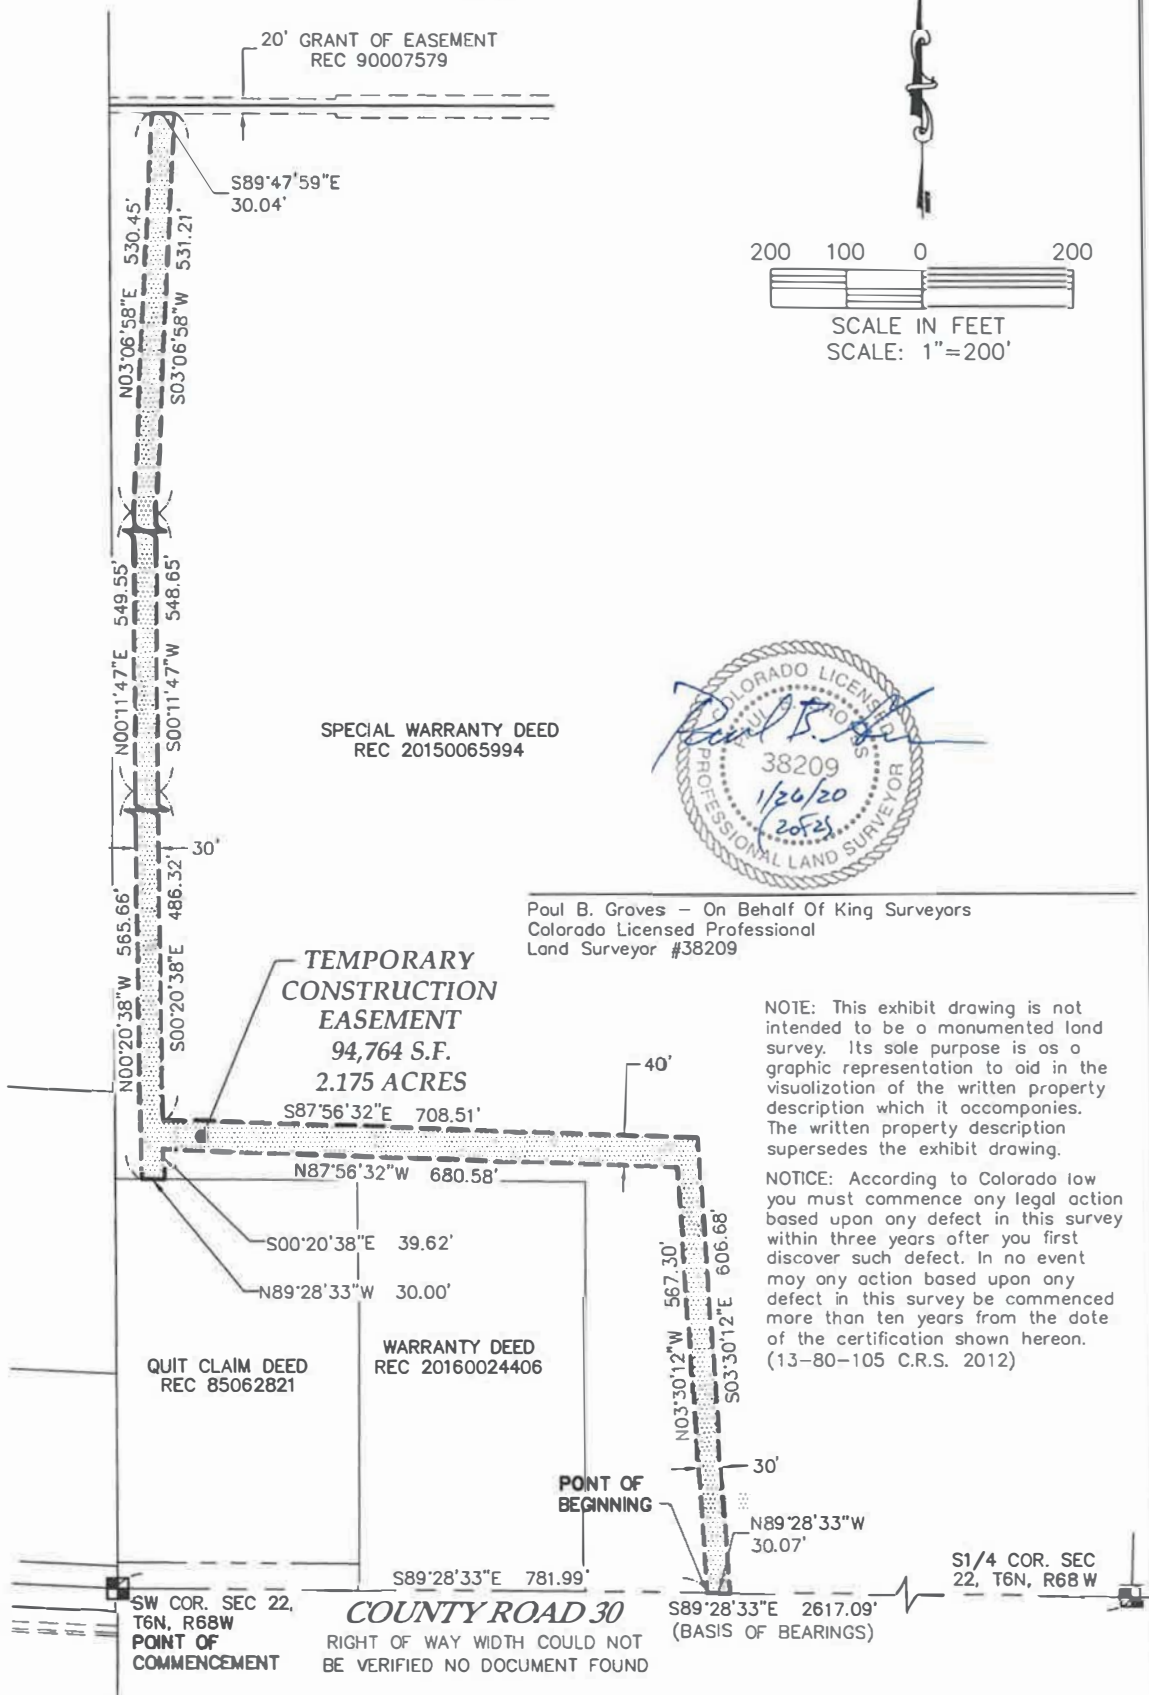 20' GRANT OF EASEMENT
REC 90007579
S89°47'59"E
30.04'
N03°06'58"E 530.45'
S03°06'58"W 531.21'
200 100 0 200
SCALE IN FEET
SCALE: 1"=200'
N00°11'47"E 549.55'
S00°11'47"W 548.65'
SPECIAL WARRANTY DEED
REC 20150065994
COLORADO LICENSED
PROFESSIONAL LAND SURVEYOR
38209
1/26/20
30'
N00°20'38"W 565.66'
S00°20'38"E 486.32'
Paul B. Groves – On Behalf Of King Surveyors
Colorado Licensed Professional
Land Surveyor #38209
TEMPORARY
CONSTRUCTION
EASEMENT
94,764 S.F.
2.175 ACRES
40'
S87°56'32"E 708.51'
N87°56'32"W 680.58'
NOTE: This exhibit drawing is not
intended to be a monumented land
survey. Its sole purpose is as a
graphic representation to aid in the
visualization of the written property
description which it accompanies.
The written property description
supersedes the exhibit drawing.
NOTICE: According to Colorado law
you must commence any legal action
based upon any defect in this survey
within three years after you first
discover such defect. In no event
may any action based upon any
defect in this survey be commenced
more than ten years from the date
of the certification shown hereon.
(13-80-105 C.R.S. 2012)
S00°20'38"E 39.62'
N89°28'33"W 30.00'
N03°30'12"W 567.30'
S03°30'12"E 606.68'
QUIT CLAIM DEED
REC 85062821
WARRANTY DEED
REC 20160024406
30'
PONT OF
BEGINNING
N89°28'33"W
30.07'
S1/4 COR. SEC
22, T6N, R68W
S89°28'33"E 781.99'
SW COR. SEC 22,
T6N, R68W
POINT OF
COMMENCEMENT
COUNTY ROAD 30
RIGHT OF WAY WIDTH COULD NOT
BE VERIFIED NO DOCUMENT FOUND
S89°28'33"E 2617.09'
(BASIS OF BEARINGS)